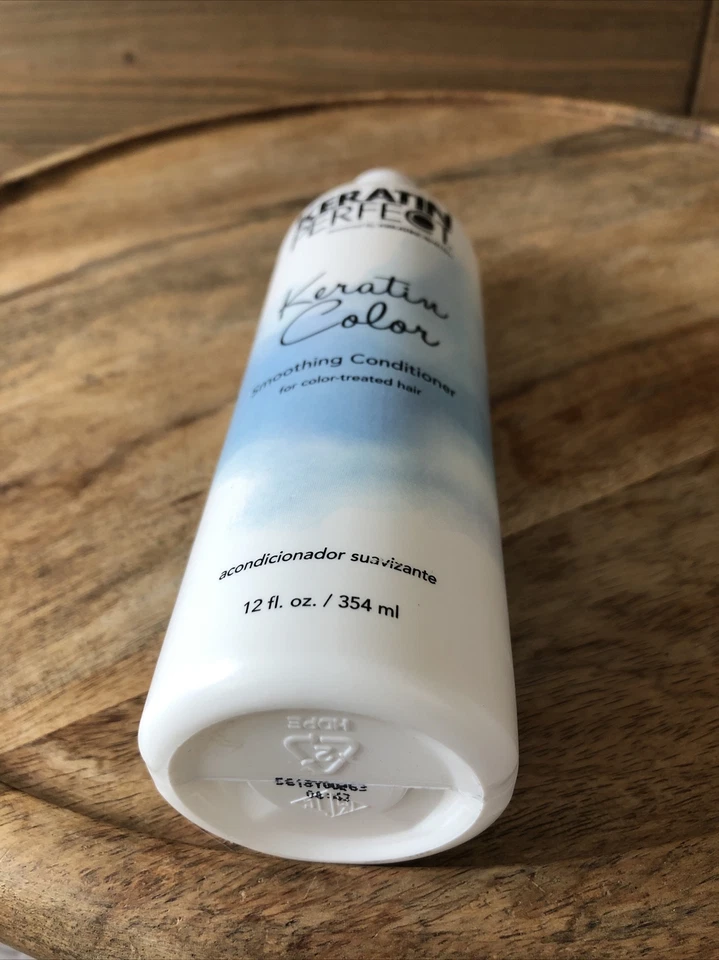 KERATIN
PERFECT
Keratin
Color
Smoothing Conditioner
for color-treated hair
acondicionador suavizante
12 fl. oz. / 354 ml
HDPE
2